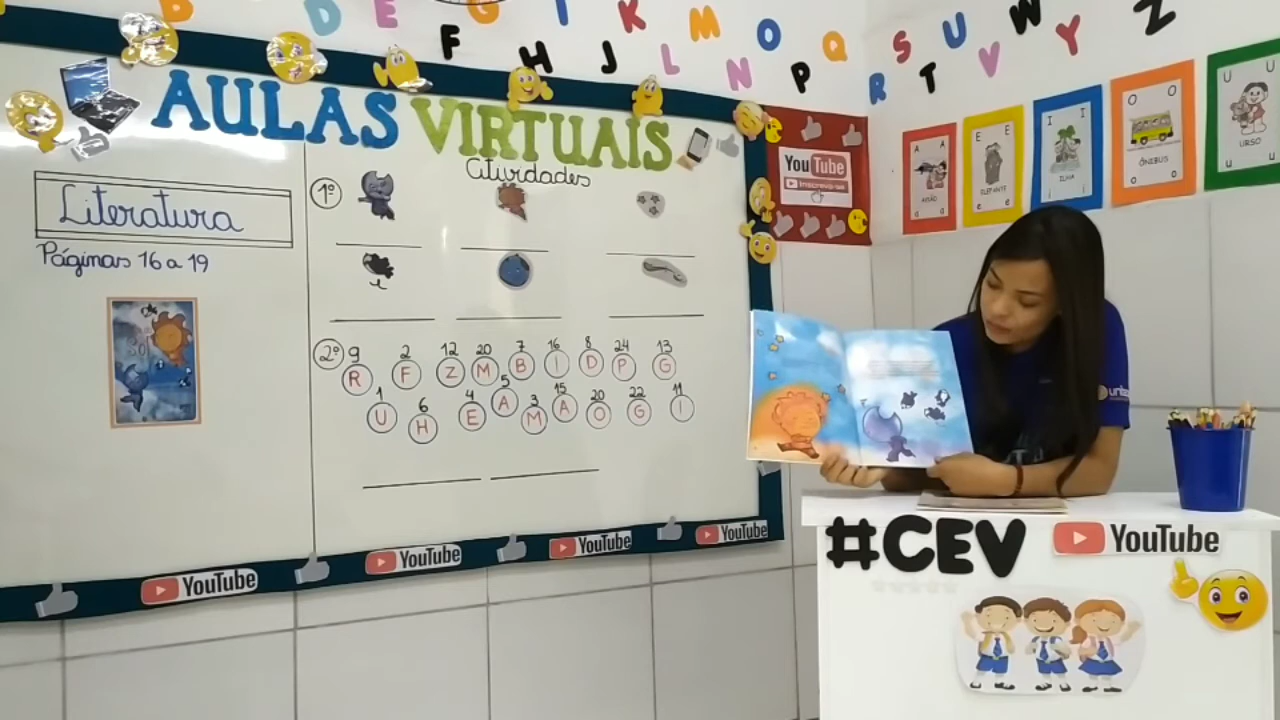 B D E G I K M O Q S U W Y Z
F H J L N P R T V
AULAS VIRTUAIS
Atividades
Literatura
Páginas 16 a 19
Sol
1º
2º
9 2 12 20 7 16 8 24 13
R F Z M B I D P G
1 6 4 5 3 15 20 22 11
U H E A M A O G I
YouTube
Inscreva-se
A A
AVIÃO
a a
E E
ELEFANTE
e e
I I
ILHA
i i
O O
ÔNIBUS
o o
U U
URSO
u u
YouTube
YouTube
YouTube
YouTube
#CEV
YouTube